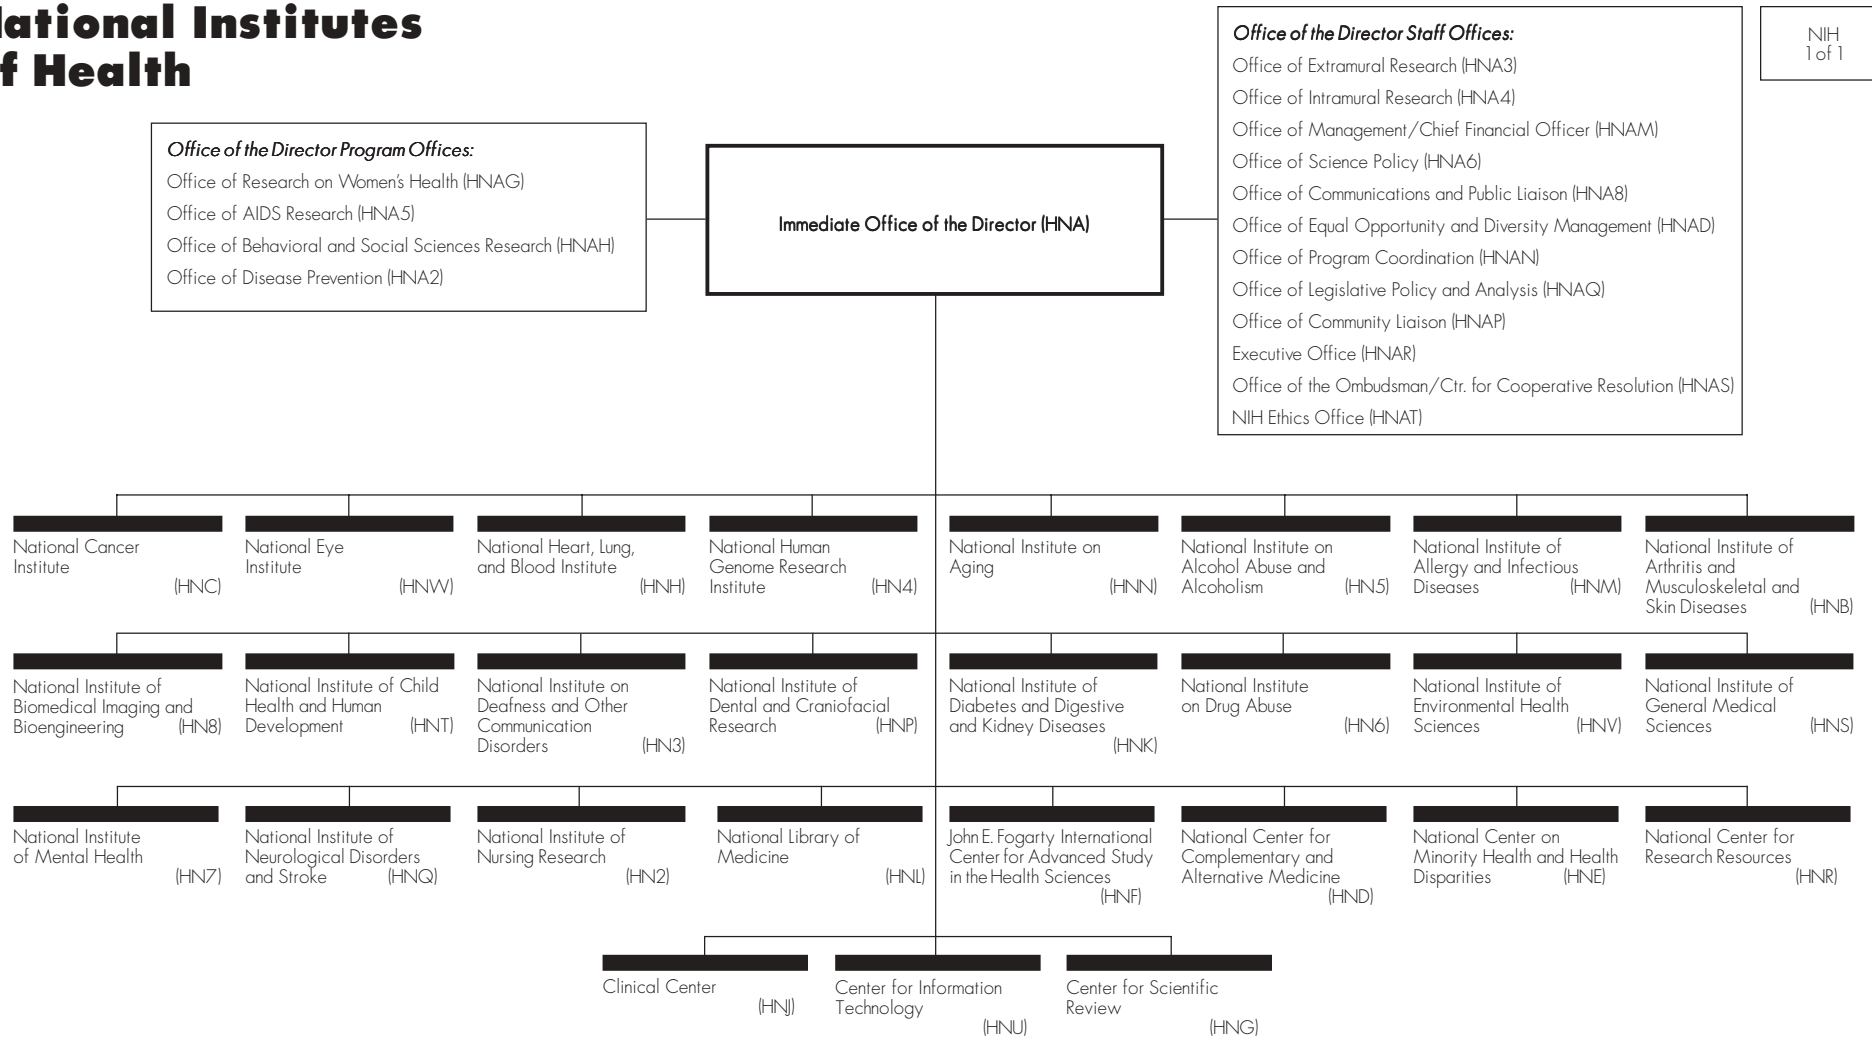 National Institutes
of Health
NIH
1 of 1
Office of the Director Program Offices:
Office of Research on Women's Health (HNAG)
Office of AIDS Research (HNA5)
Office of Behavioral and Social Sciences Research (HNAH)
Office of Disease Prevention (HNA2)
Immediate Office of the Director (HNA)
Office of the Director Staff Offices:
Office of Extramural Research (HNA3)
Office of Intramural Research (HNA4)
Office of Management/Chief Financial Officer (HNAM)
Office of Science Policy (HNA6)
Office of Communications and Public Liaison (HNA8)
Office of Equal Opportunity and Diversity Management (HNAD)
Office of Program Coordination (HNAN)
Office of Legislative Policy and Analysis (HNAQ)
Office of Community Liaison (HNAP)
Executive Office (HNAR)
Office of the Ombudsman/Ctr. for Cooperative Resolution (HNAS)
NIH Ethics Office (HNAT)
National Cancer
Institute
(HNC)
National Eye
Institute
(HNW)
National Heart, Lung,
and Blood Institute
(HNH)
National Human
Genome Research
Institute (HN4)
National Institute on
Aging
(HNN)
National Institute on
Alcohol Abuse and
Alcoholism (HN5)
National Institute of
Allergy and Infectious
Diseases (HNM)
National Institute of
Arthritis and
Musculoskeletal and
Skin Diseases (HNB)
National Institute of
Biomedical Imaging and
Bioengineering (HN8)
National Institute of Child
Health and Human
Development (HNT)
National Institute on
Deafness and Other
Communication
Disorders (HN3)
National Institute of
Dental and Craniofacial
Research (HNP)
National Institute of
Diabetes and Digestive
and Kidney Diseases
(HNK)
National Institute
on Drug Abuse
(HN6)
National Institute of
Environmental Health
Sciences (HNV)
National Institute of
General Medical
Sciences (HNS)
National Institute
of Mental Health
(HN7)
National Institute of
Neurological Disorders
and Stroke (HNQ)
National Institute of
Nursing Research
(HN2)
National Library of
Medicine
(HNL)
John E. Fogarty International
Center for Advanced Study
in the Health Sciences
(HNF)
National Center for
Complementary and
Alternative Medicine
(HND)
National Center on
Minority Health and Health
Disparities (HNE)
National Center for
Research Resources
(HNR)
Clinical Center
(HNJ)
Center for Information
Technology
(HNU)
Center for Scientific
Review
(HNG)